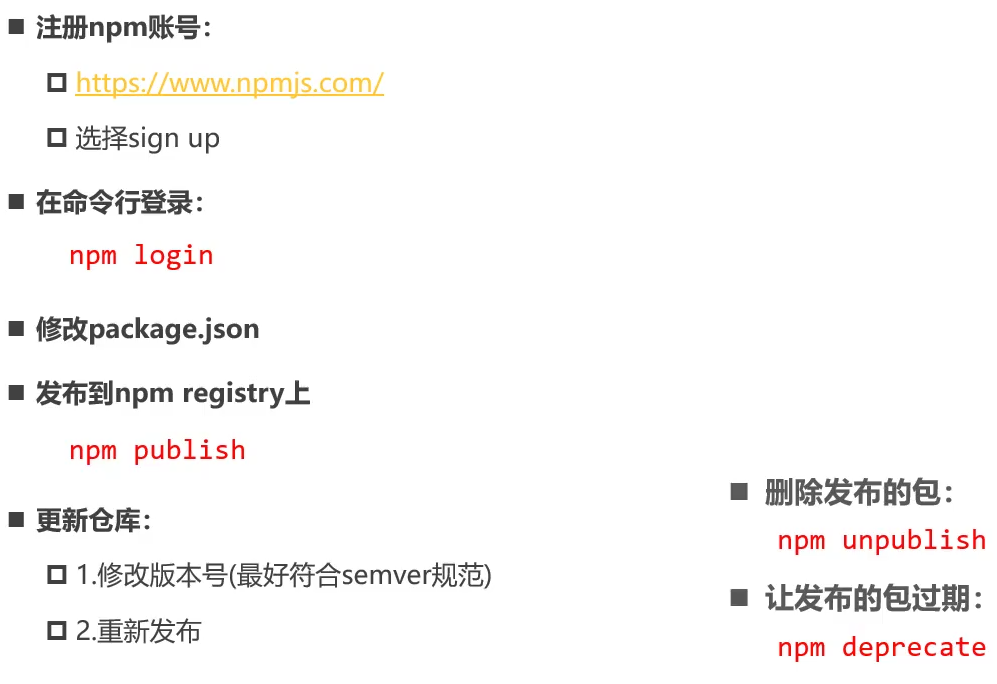 注册npm账号：
https://www.npmjs.com/
选择sign up
在命令行登录：
npm login
修改package.json
发布到npm registry上
npm publish
更新仓库：
1.修改版本号(最好符合semver规范)
2.重新发布
删除发布的包：
npm unpublish
让发布的包过期：
npm deprecate